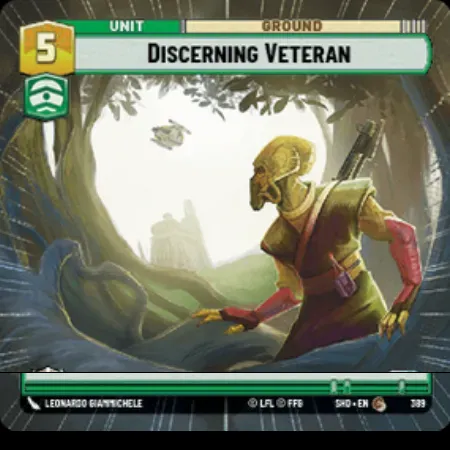 UNIT
GROUND
5
DISCERNING VETERAN
LEONARDO GIAMMICHELE
© LFL © FFG
SHD • EN
389